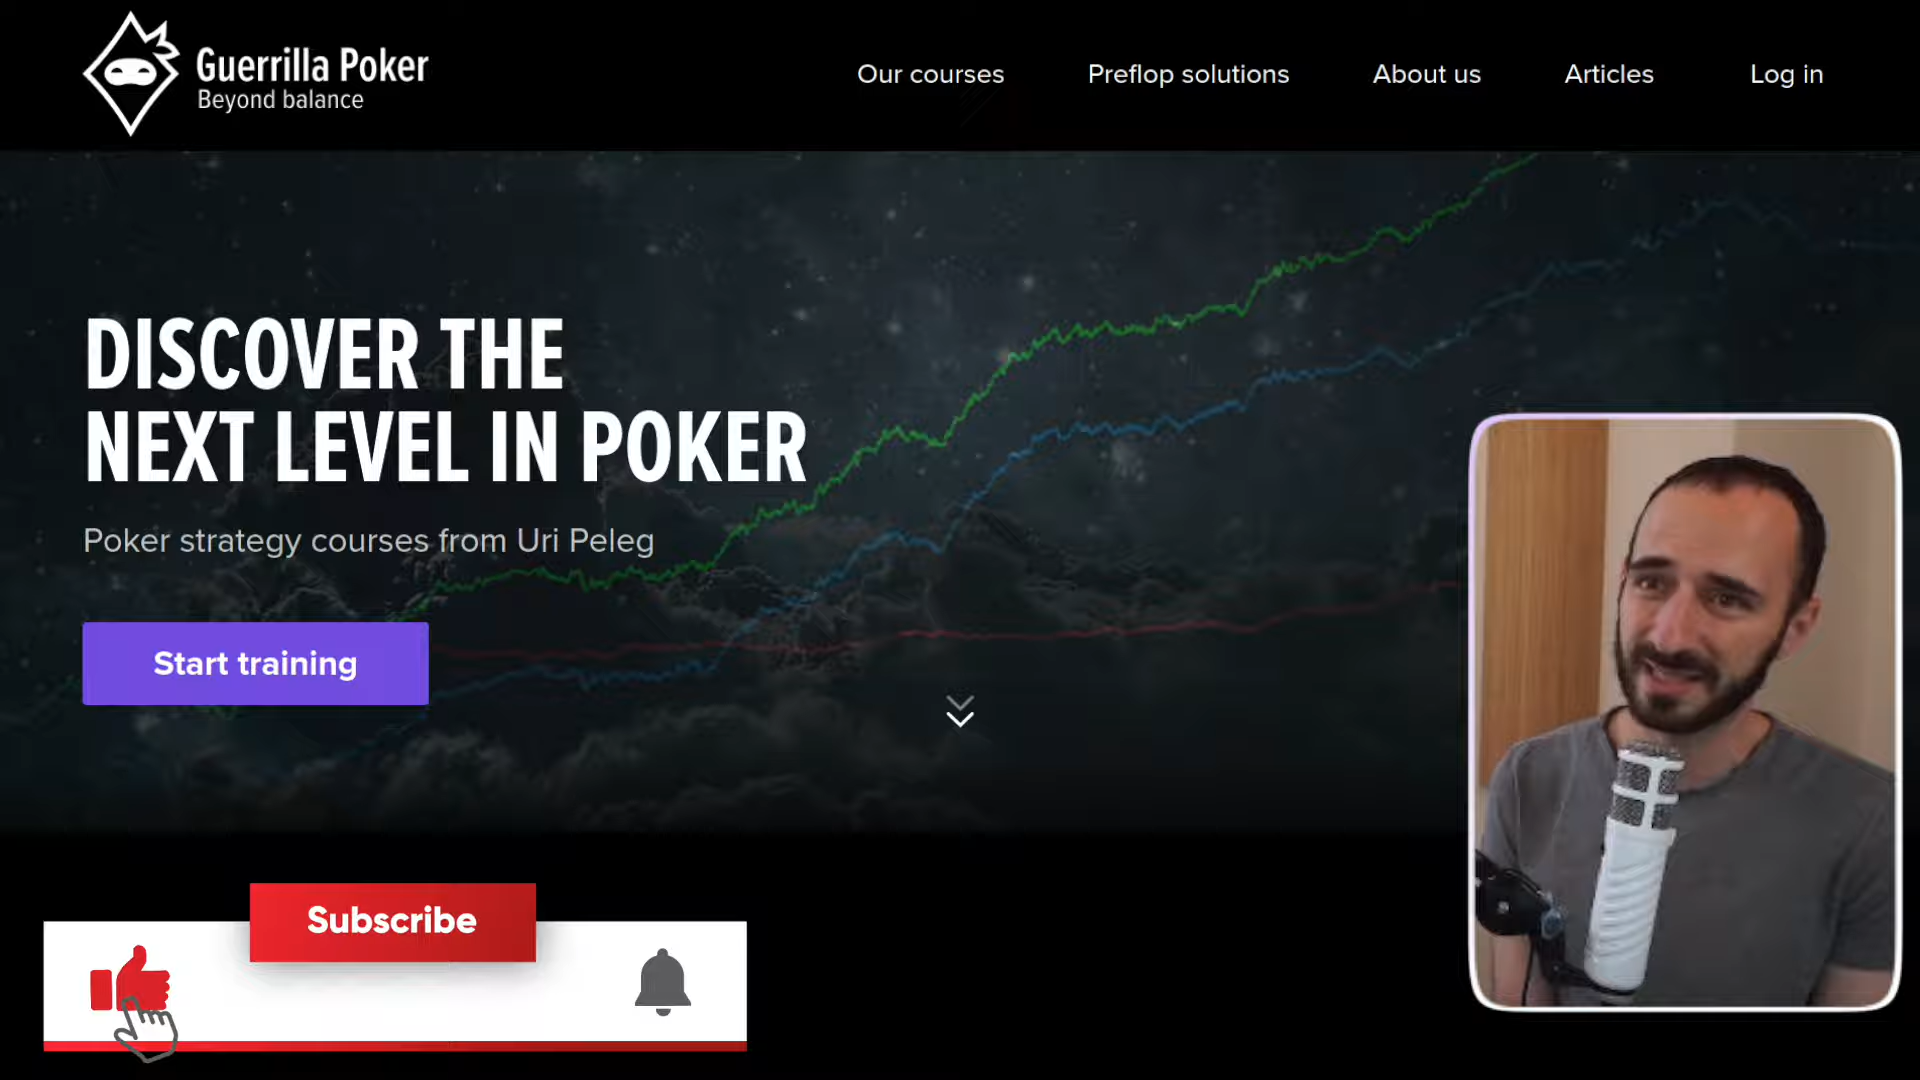 Guerrilla Poker
Beyond balance
Our courses
Preflop solutions
About us
Articles
Log in
DISCOVER THE
NEXT LEVEL IN POKER
Poker strategy courses from Uri Peleg
Start training
Subscribe